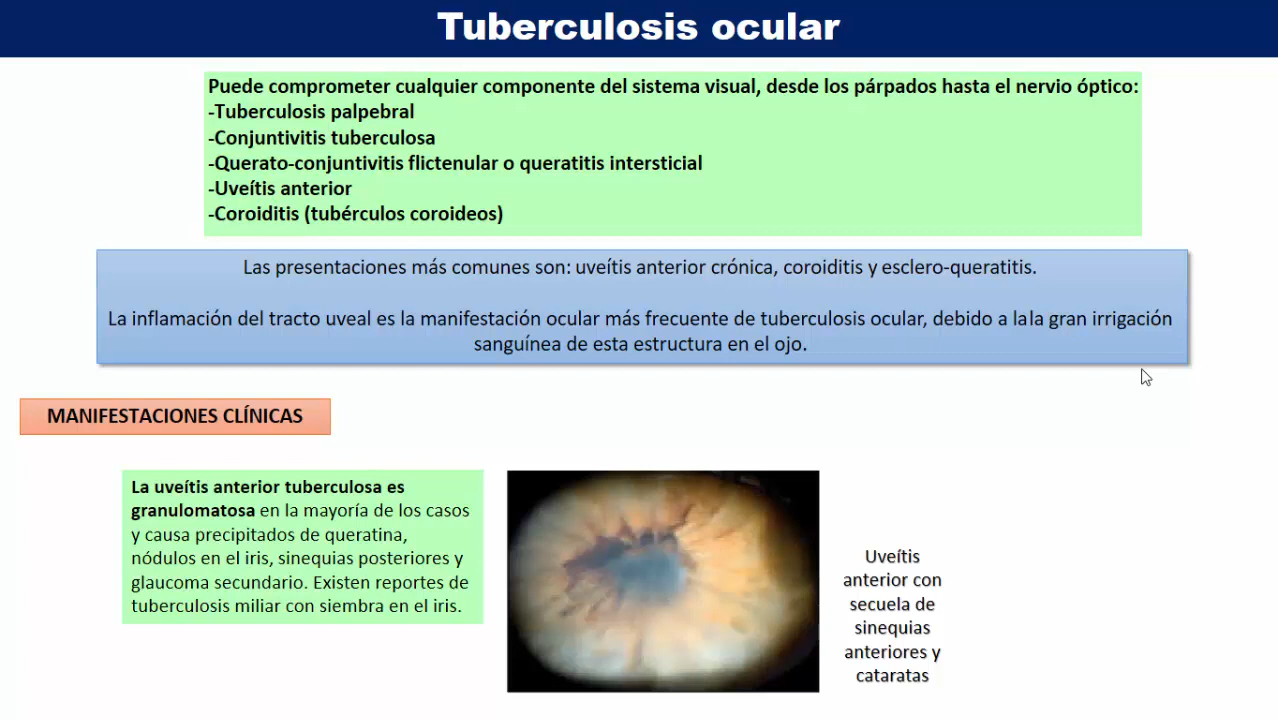 Tuberculosis ocular
Puede comprometer cualquier componente del sistema visual, desde los párpados hasta el nervio óptico:
-Tuberculosis palpebral
-Conjuntivitis tuberculosa
-Querato-conjuntivitis flictenular o queratitis intersticial
-Uveítis anterior
-Coroiditis (tubérculos coroideos)
Las presentaciones más comunes son: uveítis anterior crónica, coroiditis y esclero-queratitis.
La inflamación del tracto uveal es la manifestación ocular más frecuente de tuberculosis ocular, debido a lala gran irrigación
sanguínea de esta estructura en el ojo.
MANIFESTACIONES CLÍNICAS
La uveítis anterior tuberculosa es
granulomatosa en la mayoría de los casos
y causa precipitados de queratina,
nódulos en el iris, sinequias posteriores y
glaucoma secundario. Existen reportes de
tuberculosis miliar con siembra en el iris.
Uveítis
anterior con
secuela de
sinequias
anteriores y
cataratas